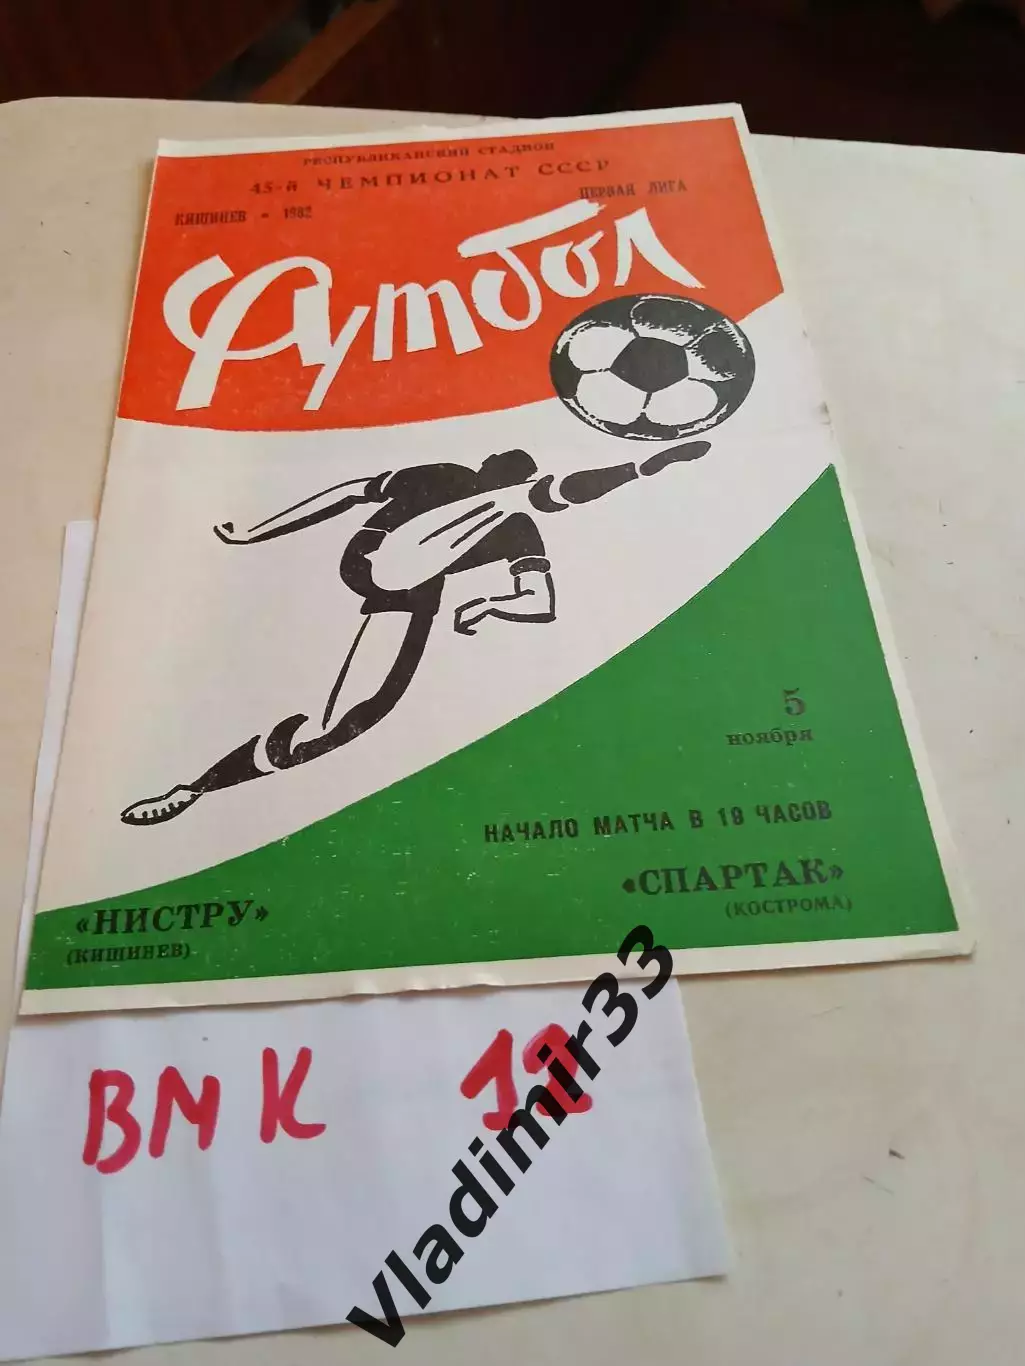 РЕСПУБЛИКАНСКИЙ СТАДИОН
45-й ЧЕМПИОНАТ СССР
КИШИНЕВ - 1982 ПЕРВАЯ ЛИГА
Футбол
5
ноября
НАЧАЛО МАТЧА В 19 ЧАСОВ
«НИСТРУ» «СПАРТАК»
(КИШИНЕВ) (КОСТРОМА)
ВМК
Vladimir33